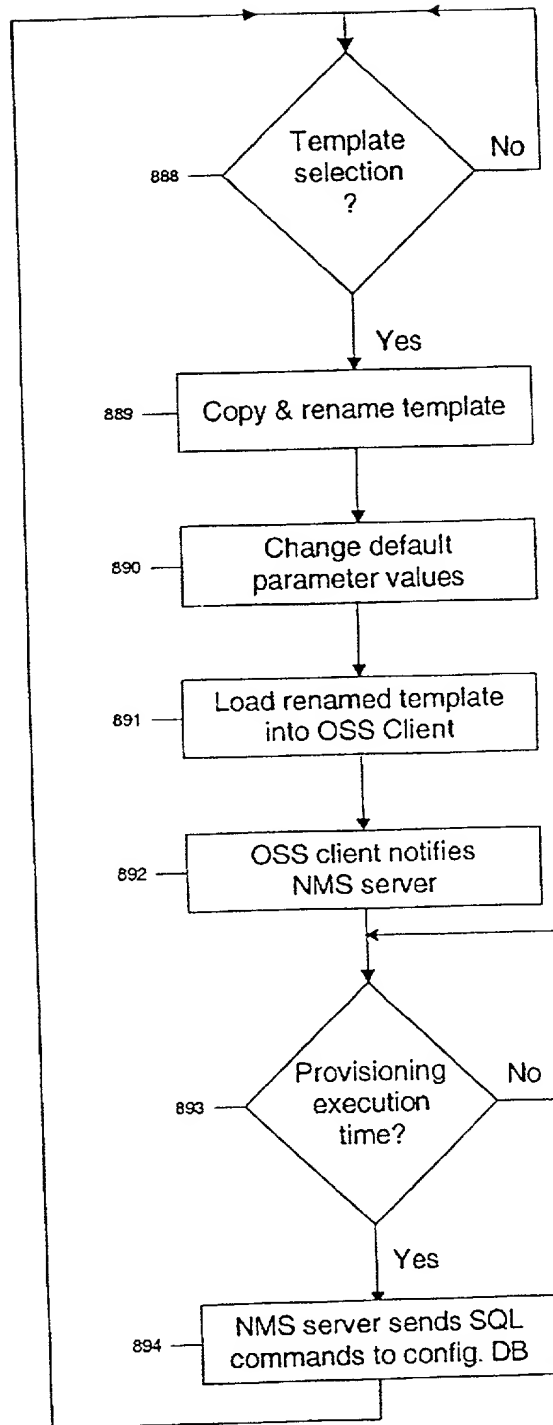 Template
selection
?
No
888
Yes
889
Copy & rename template
890
Change default
parameter values
891
Load renamed template
into OSS Client
892
OSS client notifies
NMS server
Provisioning
execution
time?
No
893
Yes
894
NMS server sends SQL
commands to config. DB